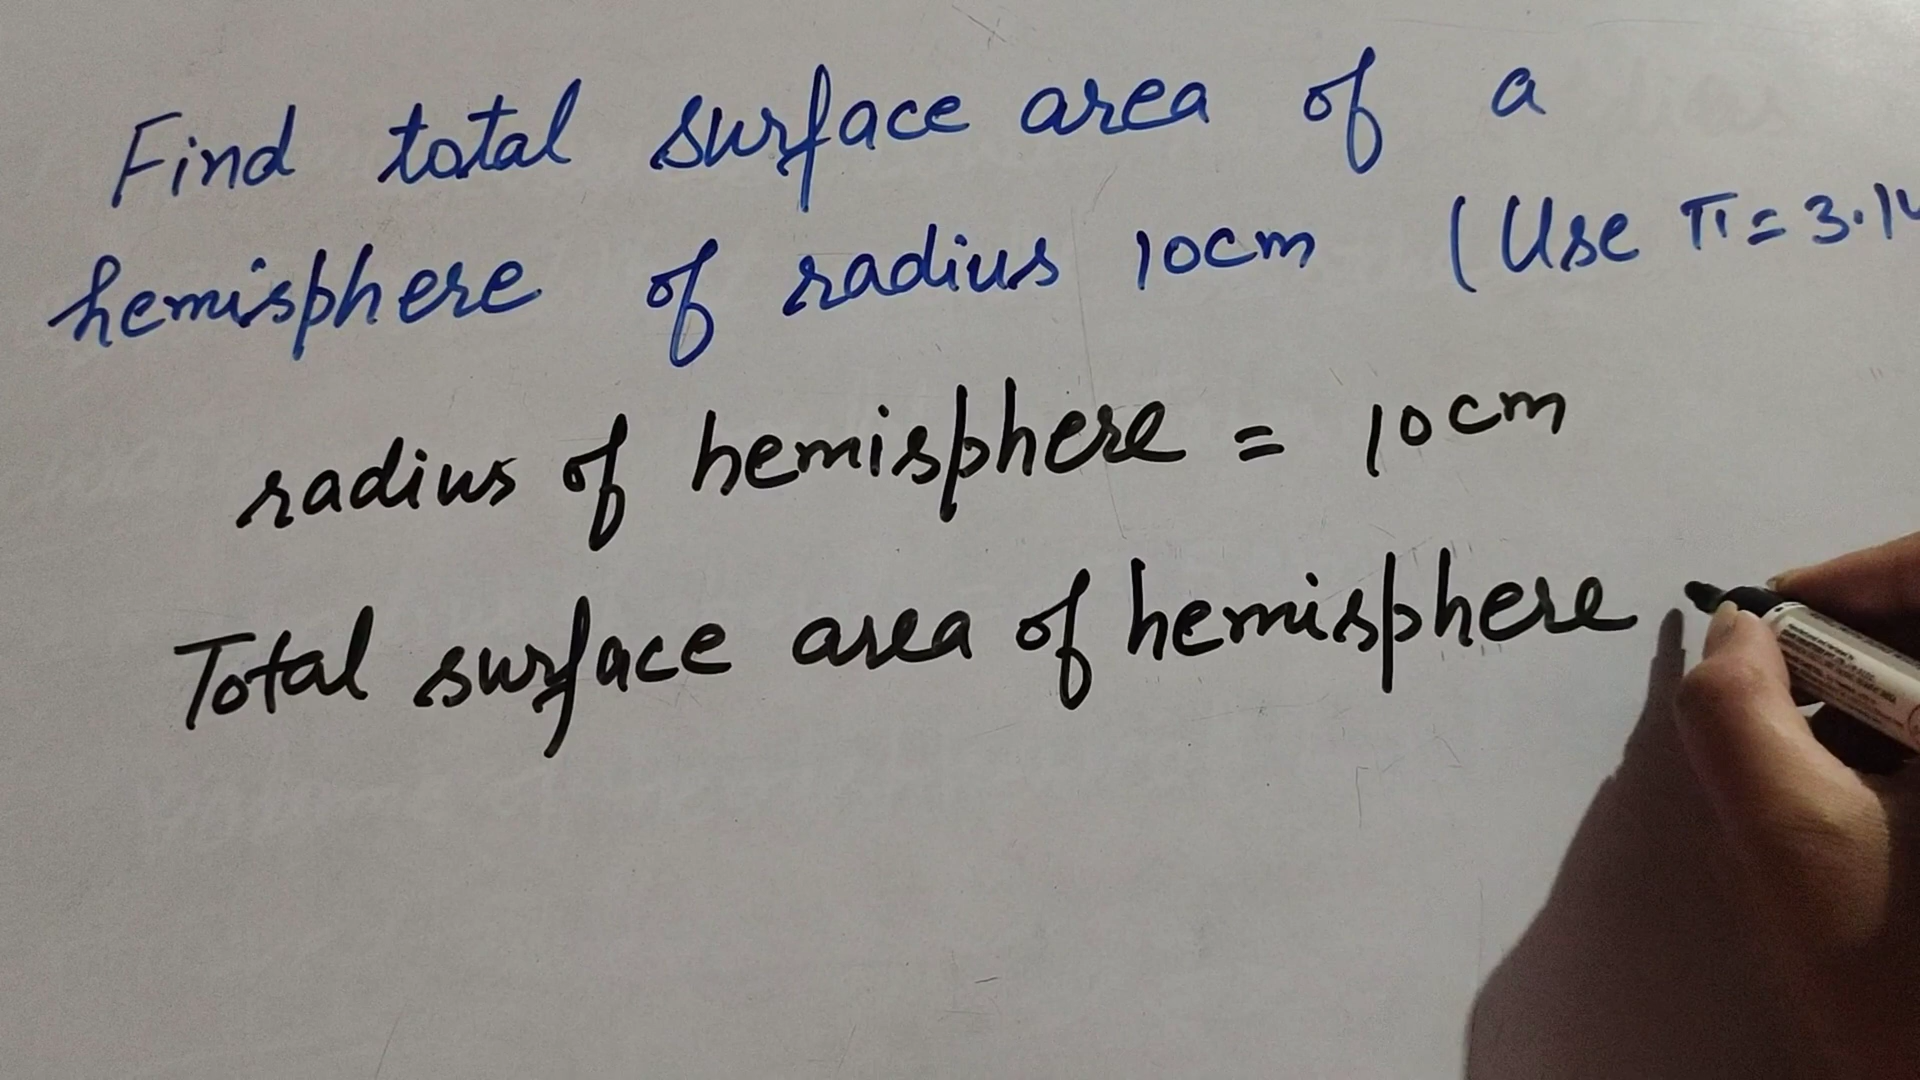 Find total surface area of a
hemisphere of radius 10cm (Use π = 3.14
radius of hemisphere = 10cm
Total surface area of hemisphere